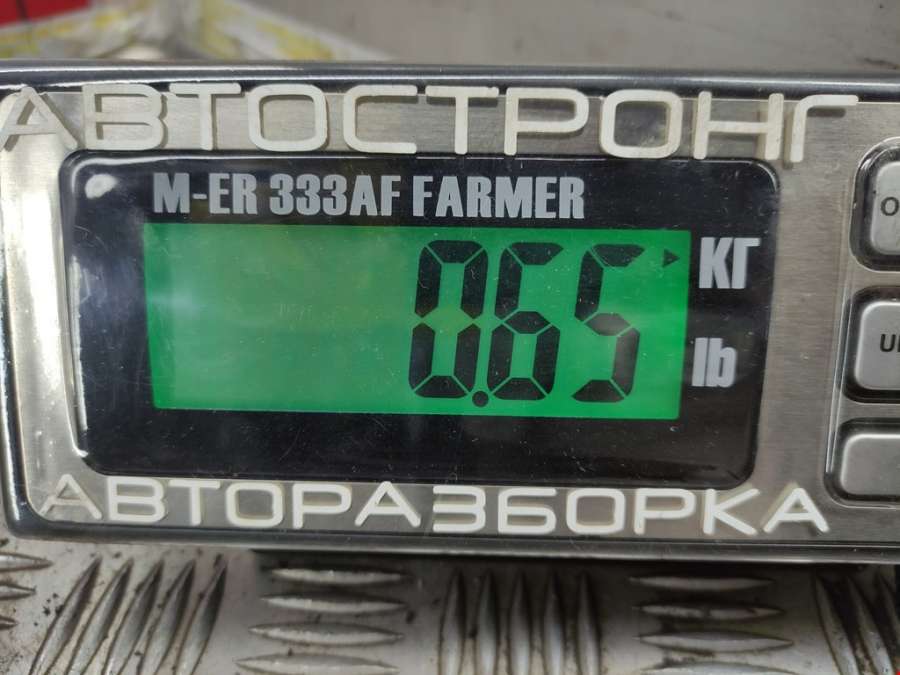 АВТОСТРОНГ
M-ER 333AF FARMER
0.65
КГ
lb
АВТОРАЗБОРКА